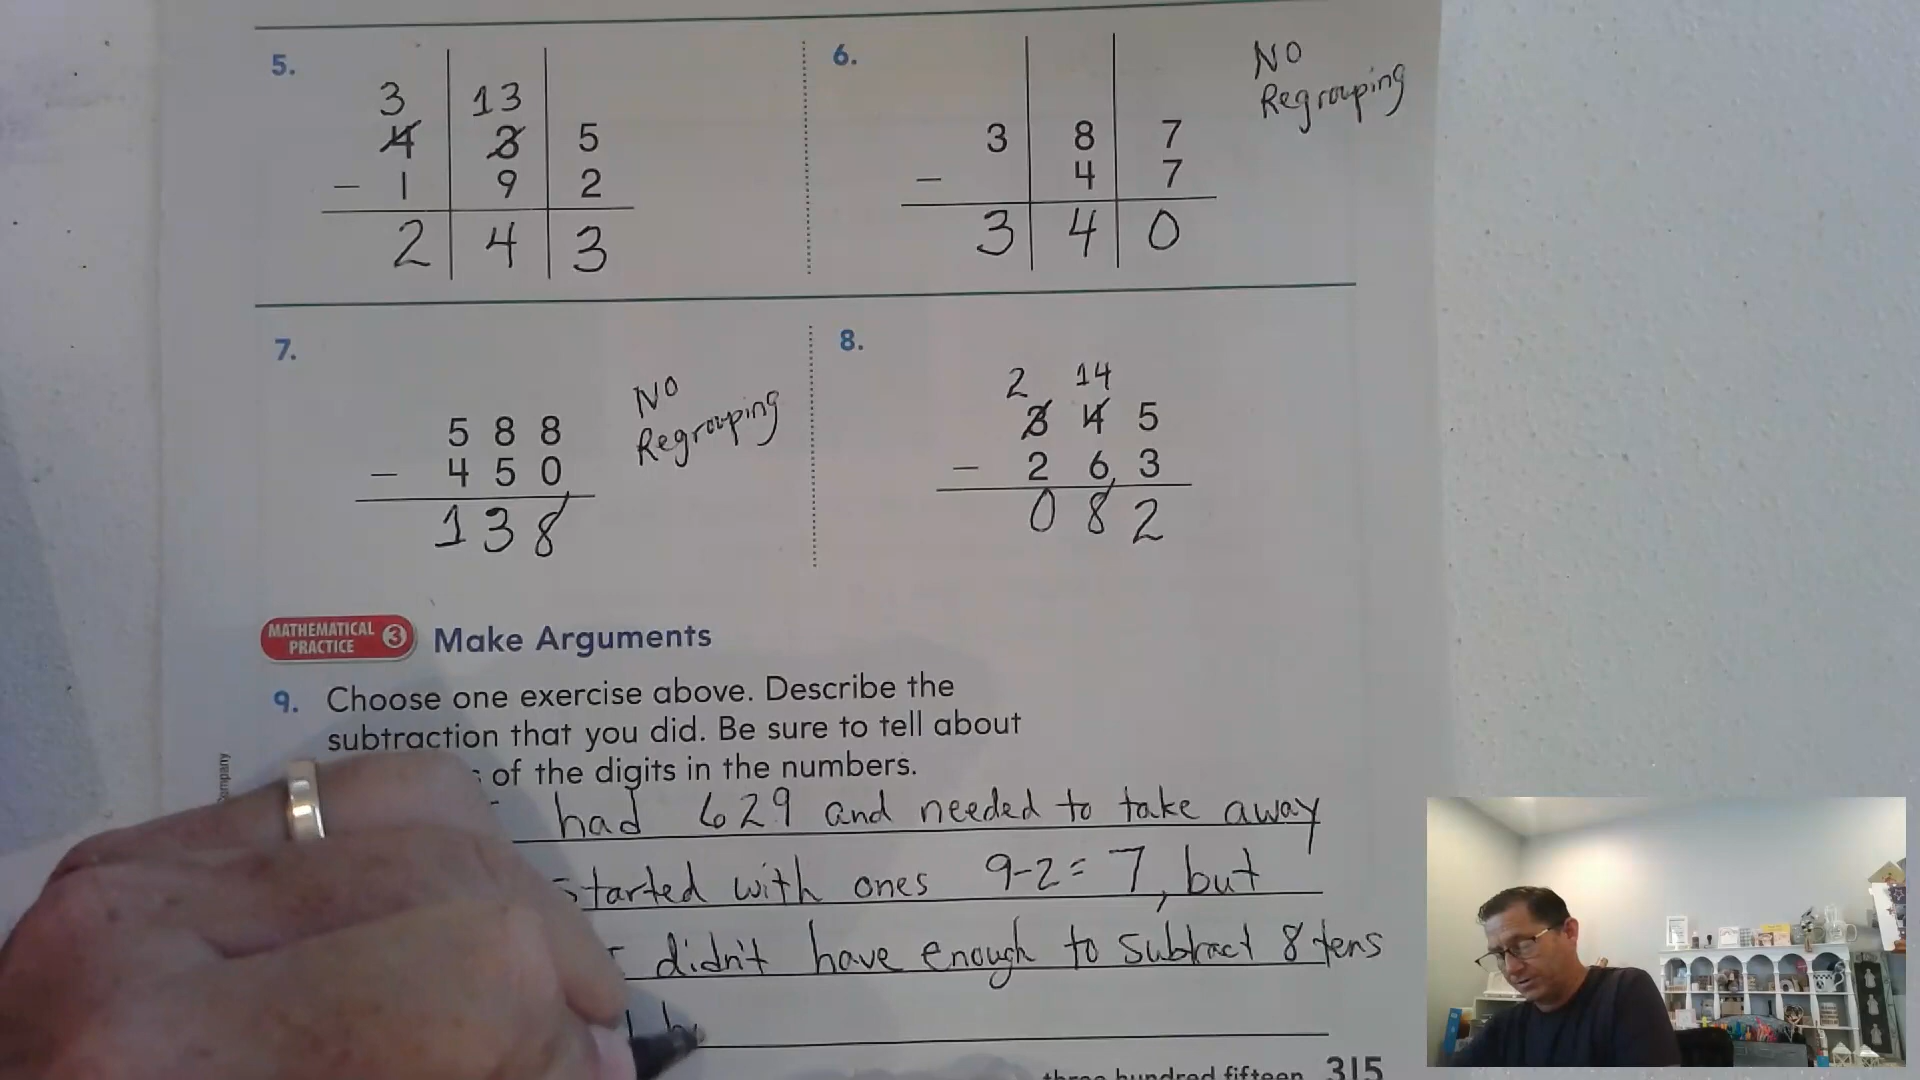 5.
3 13
4 3 5
- 1 9 2
2 4 3
6.
NO
Regrouping
3 8 7
- 4 7
3 4 0
7.
NO
Regrouping
5 8 8
- 4 5 0
1 3 8
8.
2 14
3 4 5
- 2 6 3
0 8 2
MATHEMATICAL
PRACTICE 3
Make Arguments
9. Choose one exercise above. Describe the
subtraction that you did. Be sure to tell about
of the digits in the numbers.
had 629 and needed to take away
started with ones 9-2=7, but
I didn't have enough to subtract 8 tens
three hundred fifteen 315